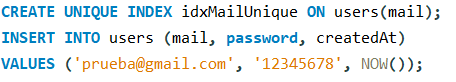 CREATE UNIQUE INDEX idxMailUnique ON users(mail);
INSERT INTO users (mail, password, createdAt)
VALUES ('prueba@gmail.com', '12345678', NOW());